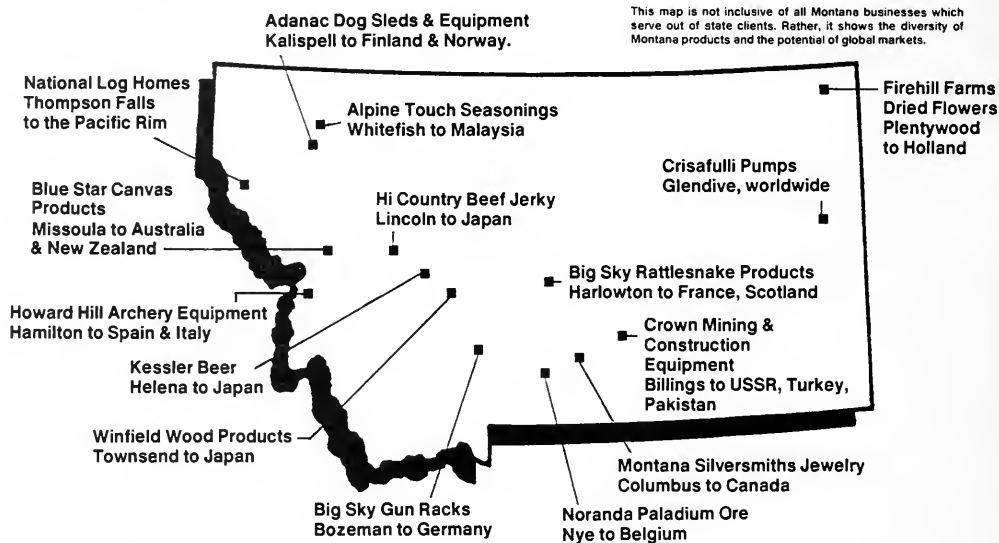 Adanac Dog Sleds & Equipment
Kalispell to Finland & Norway.
This map is not inclusive of all Montana businesses which
serve out of state clients. Rather, it shows the diversity of
Montana products and the potential of global markets.
National Log Homes
Thompson Falls
to the Pacific Rim
Alpine Touch Seasonings
Whitefish to Malaysia
Firehill Farms
Dried Flowers
Plentywood
to Holland
Blue Star Canvas
Products
Missoula to Australia
& New Zealand
Hi Country Beef Jerky
Lincoln to Japan
Crisafulli Pumps
Glendive, worldwide
Howard Hill Archery Equipment
Hamilton to Spain & Italy
Big Sky Rattlesnake Products
Harlowton to France, Scotland
Kessler Beer
Helena to Japan
Crown Mining &
Construction
Equipment
Billings to USSR, Turkey,
Pakistan
Winfield Wood Products
Townsend to Japan
Montana Silversmiths Jewelry
Columbus to Canada
Big Sky Gun Racks
Bozeman to Germany
Noranda Paladium Ore
Nye to Belgium